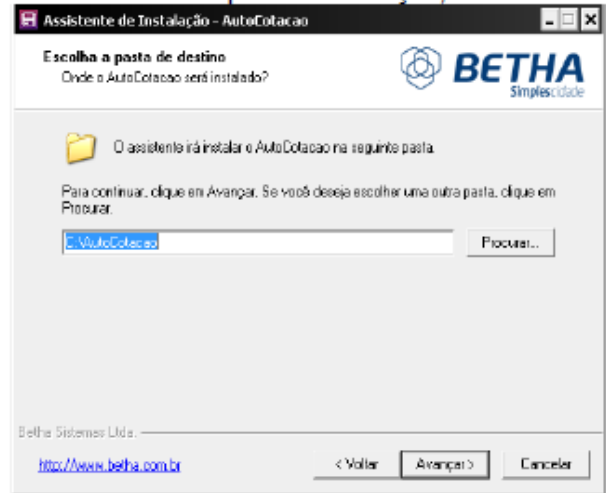 Assistente de Instalação - AutoCotacao
Escolha a pasta de destino
Onde o AutoCotacao será instalado?
BETHA
Simplescidade
O assistente irá instalar o AutoCotacao na seguinte pasta.
Para continuar, clique em Avançar. Se você deseja escolher uma outra pasta, clique em
Procurar.
C:\AutoCotacao
Procurar...
Betha Sistemas Ltda.
http://www.betha.com.br
< Voltar
Avançar >
Cancelar